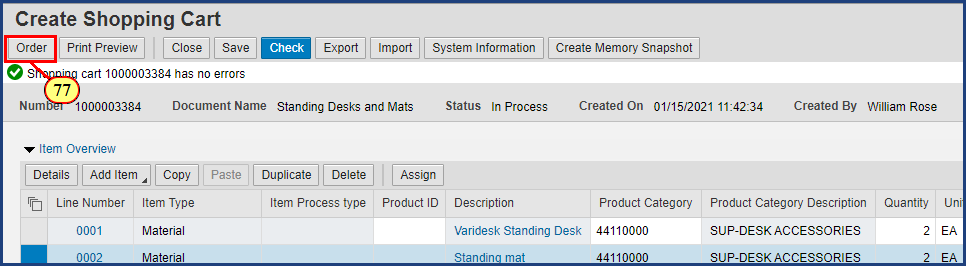 Create Shopping Cart
Order Print Preview Close Save Check Export Import System Information Create Memory Snapshot
Shopping cart 1000003384 has no errors
77
Number 1000003384 Document Name Standing Desks and Mats Status In Process Created On 01/15/2021 11:42:34 Created By William Rose
Item Overview
Details Add Item Copy Paste Duplicate Delete Assign
Line Number Item Type Item Process type Product ID Description Product Category Product Category Description Quantity Uni
0001 Material Varidesk Standing Desk 44110000 SUP-DESK ACCESSORIES 2 EA
0002 Material Standing mat 44110000 SUP-DESK ACCESSORIES 2 EA